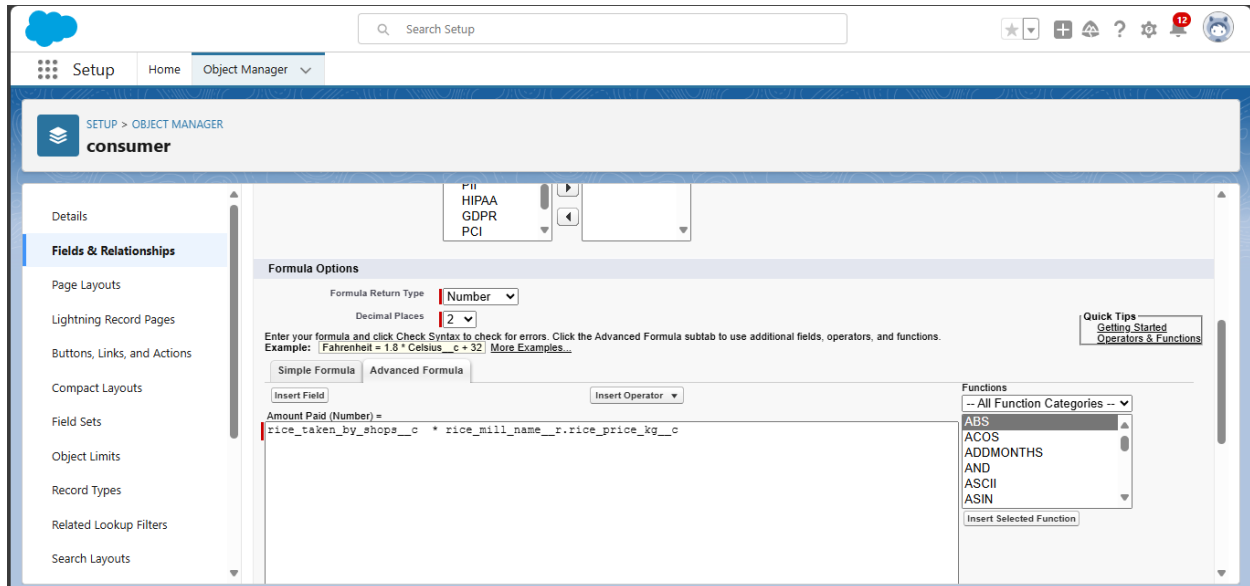 Search Setup
12
Setup
Home
Object Manager
SETUP > OBJECT MANAGER
consumer
Details
Fields & Relationships
Page Layouts
Lightning Record Pages
Buttons, Links, and Actions
Compact Layouts
Field Sets
Object Limits
Record Types
Related Lookup Filters
Search Layouts
PII
HIPAA
GDPR
PCI
Formula Options
Formula Return Type
Number
Decimal Places
2
Quick Tips
Getting Started
Operators & Functions
Enter your formula and click Check Syntax to check for errors. Click the Advanced Formula subtab to use additional fields, operators, and functions.
Example: Fahrenheit = 1.8 * Celsius__c + 32 More Examples...
Simple Formula Advanced Formula
Insert Field
Insert Operator
Amount Paid (Number) =
rice_taken_by_shops__c * rice_mill_name__r.rice_price_kg__c
Functions
-- All Function Categories --
ABS
ACOS
ADDMONTHS
AND
ASCII
ASIN
Insert Selected Function